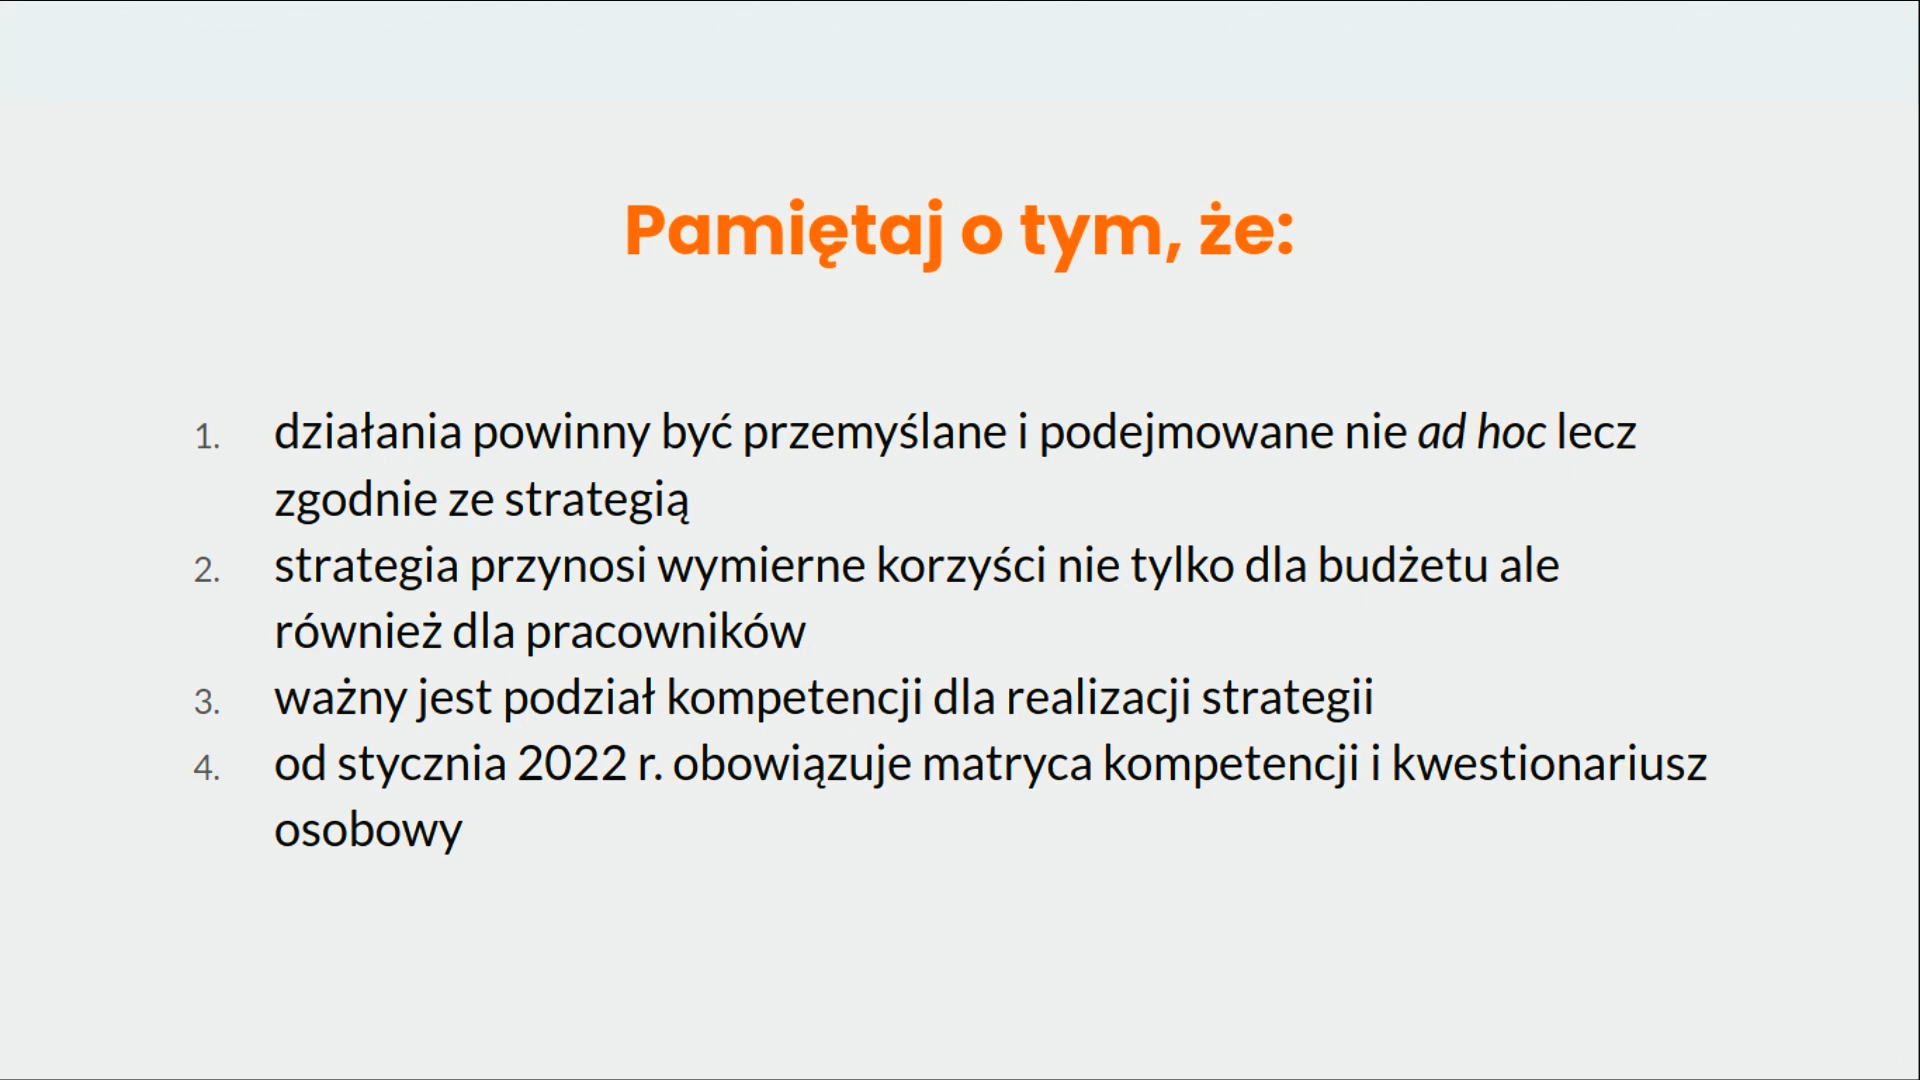 Pamiętaj o tym, że:
1. działania powinny być przemyślane i podejmowane nie ad hoc lecz
zgodnie ze strategią
2. strategia przynosi wymierne korzyści nie tylko dla budżetu ale
również dla pracowników
3. ważny jest podział kompetencji dla realizacji strategii
4. od stycznia 2022 r. obowiązuje matryca kompetencji i kwestionariusz
osobowy